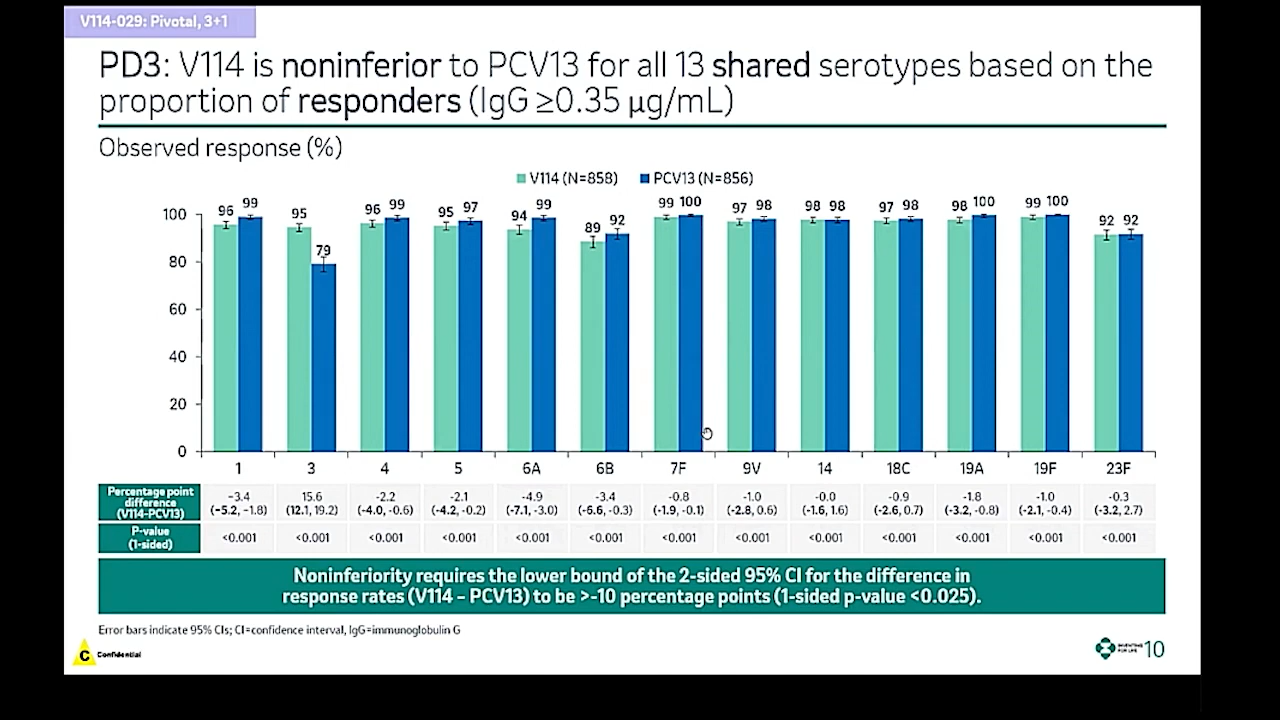 V114-029: Pivotal, 3+1
PD3: V114 is noninferior to PCV13 for all 13 shared serotypes based on the
proportion of responders (IgG ≥0.35 µg/mL)
Observed response (%)
V114 (N=858) PCV13 (N=856)
96 99 95 79 96 99 95 97 94 99 89 92 99 100 97 98 98 98 97 98 98 100 99 100 92 92
100
80
60
40
20
0
1 3 4 5 6A 6B 7F 9V 14 18C 19A 19F 23F
Percentage point
difference
(V114-PCV13)
−3.4 15.6 -2.2 -2.1 -4.9 -3.4 -0.8 -1.0 -0.0 -0.9 -1.8 -1.0 -0.3
(−5.2, −1.8) (12.1, 19.2) (-4.0, -0.6) (-4.2, -0.2) (-7.1, -3.0) (-6.6, -0.3) (-1.9, -0.1) (-2.8, 0.6) (-1.6, 1.6) (-2.6, 0.7) (-3.2, -0.8) (-2.1, -0.4) (-3.2, 2.7)
P-value
(1-sided)
<0.001 <0.001 <0.001 <0.001 <0.001 <0.001 <0.001 <0.001 <0.001 <0.001 <0.001 <0.001 <0.001
Noninferiority requires the lower bound of the 2-sided 95% CI for the difference in
response rates (V114 – PCV13) to be >-10 percentage points (1-sided p-value <0.025).
Error bars indicate 95% CIs; CI=confidence interval, IgG=immunoglobulin G
C Confidential
INVENTING
FOR LIFE
10